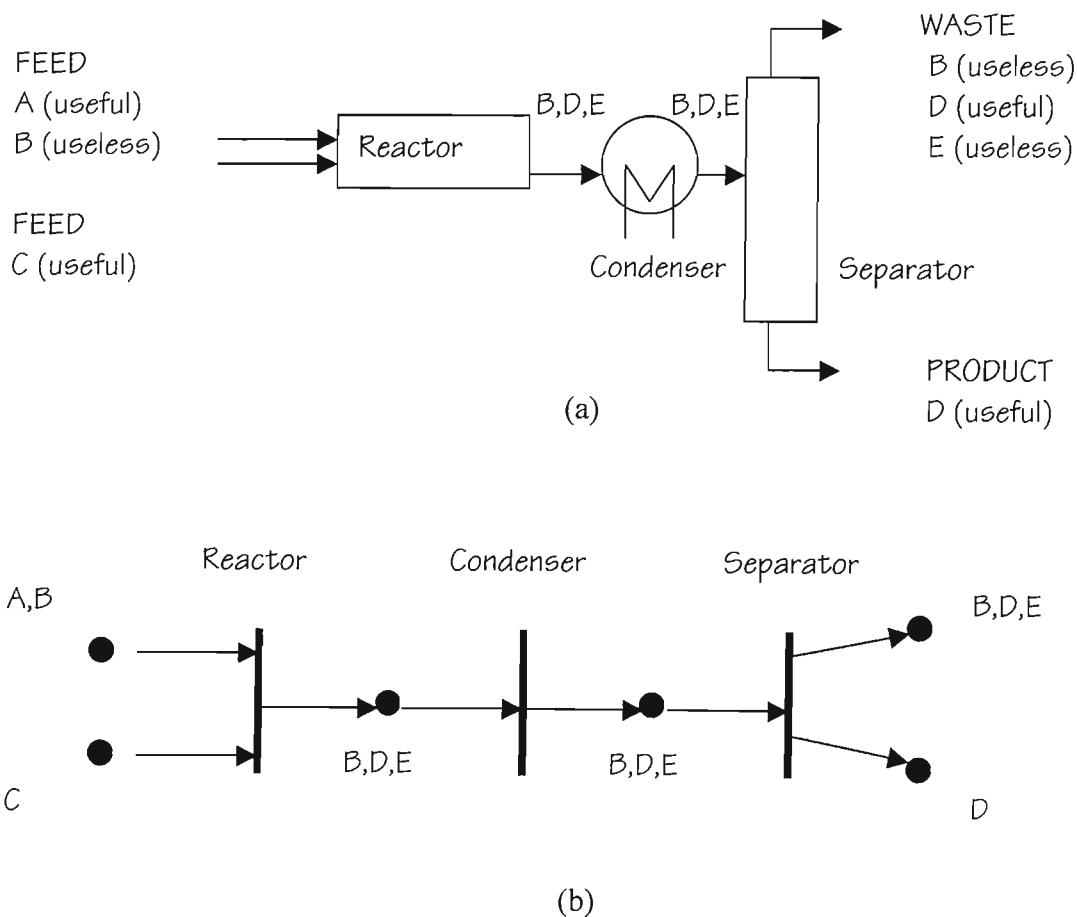 FEED
A (useful)
B (useless)
FEED
C (useful)
Reactor
B,D,E
B,D,E
Condenser
Separator
WASTE
B (useless)
D (useful)
E (useless)
PRODUCT
D (useful)
(a)
Reactor
Condenser
Separator
A,B
C
B,D,E
B,D,E
B,D,E
D
(b)